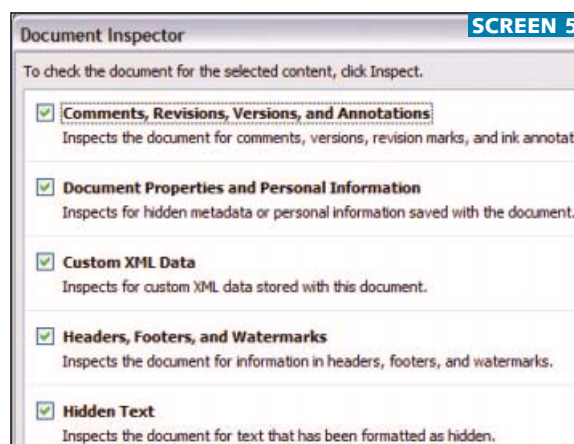 SCREEN 5
Document Inspector
To check the document for the selected content, click Inspect.
Comments, Revisions, Versions, and Annotations
Inspects the document for comments, versions, revision marks, and ink annotat
Document Properties and Personal Information
Inspects for hidden metadata or personal information saved with the document.
Custom XML Data
Inspects for custom XML data stored with this document.
Headers, Footers, and Watermarks
Inspects the document for information in headers, footers, and watermarks.
Hidden Text
Inspects the document for text that has been formatted as hidden.